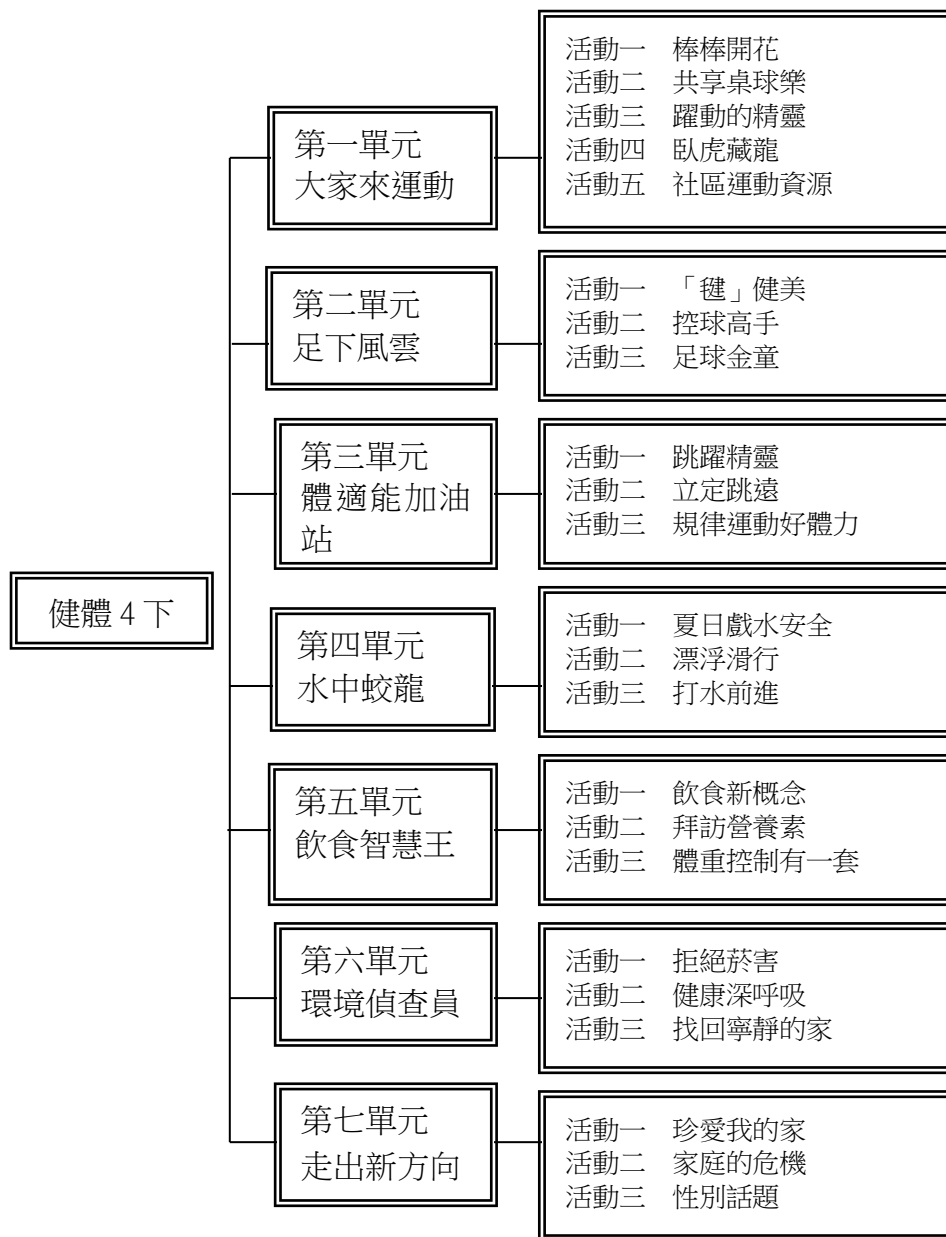 健體 4 下
第一單元
大家來運動
活動一　棒棒開花
活動二　共享桌球樂
活動三　躍動的精靈
活動四　臥虎藏龍
活動五　社區運動資源
第二單元
足下風雲
活動一　「毽」健美
活動二　控球高手
活動三　足球金童
第三單元
體適能加油
站
活動一　跳躍精靈
活動二　立定跳遠
活動三　規律運動好體力
第四單元
水中蛟龍
活動一　夏日戲水安全
活動二　漂浮滑行
活動三　打水前進
第五單元
飲食智慧王
活動一　飲食新概念
活動二　拜訪營養素
活動三　體重控制有一套
第六單元
環境偵查員
活動一　拒絕菸害
活動二　健康深呼吸
活動三　找回寧靜的家
第七單元
走出新方向
活動一　珍愛我的家
活動二　家庭的危機
活動三　性別話題